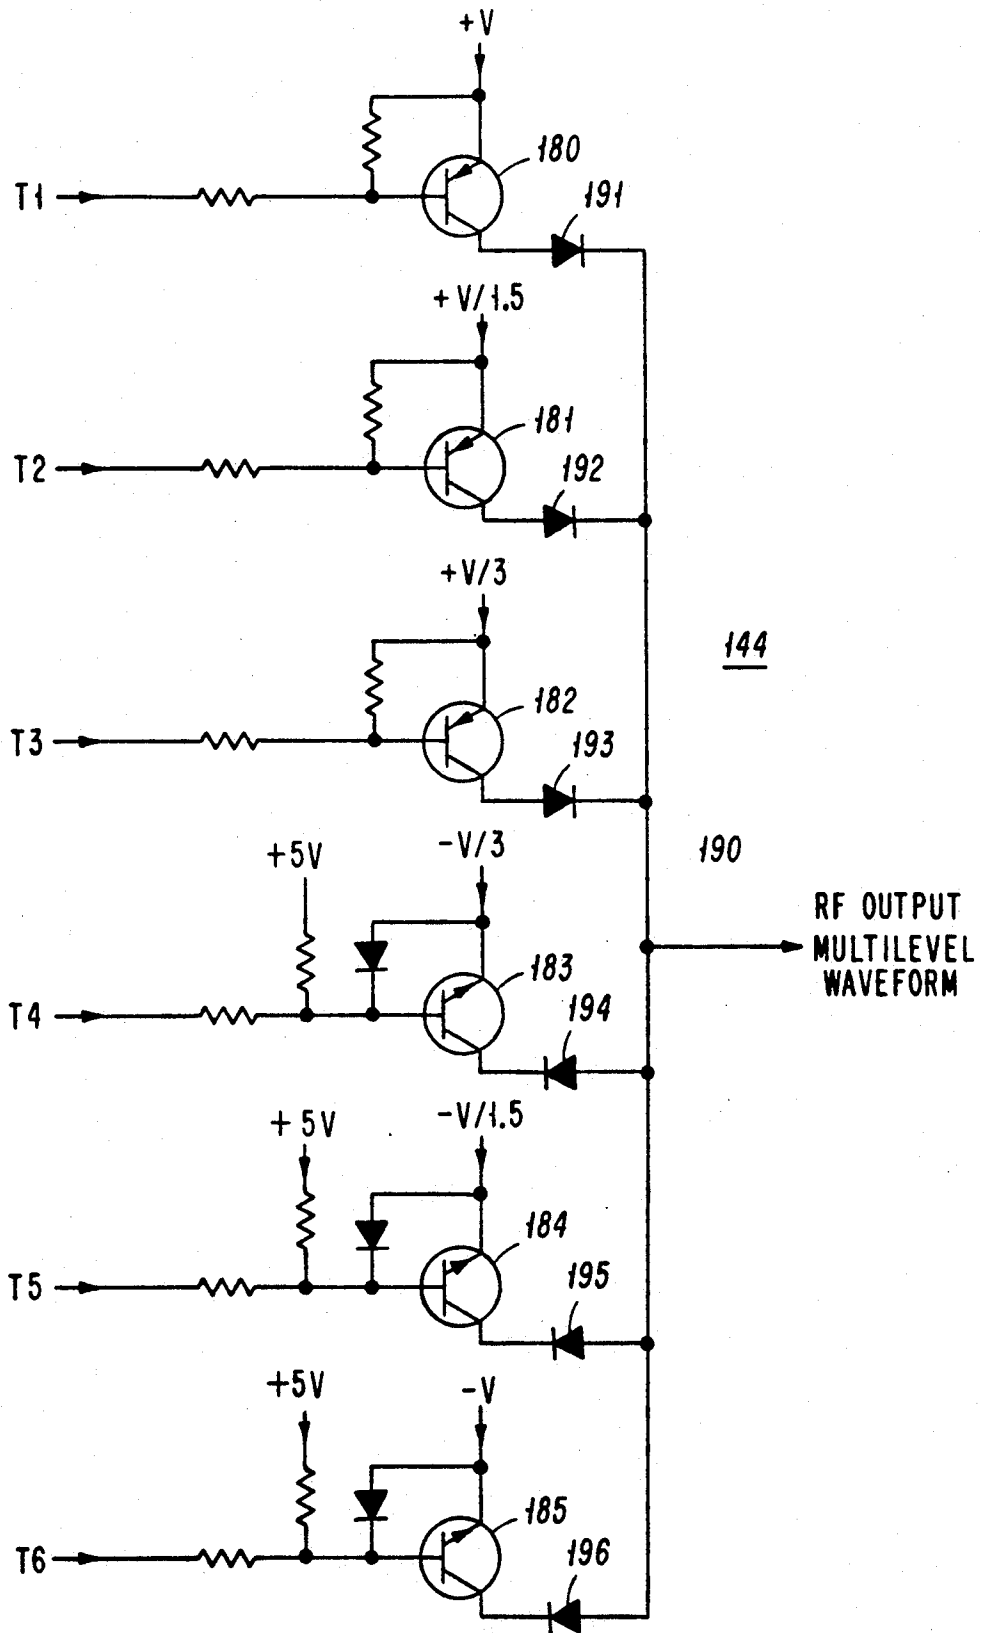 +V
180
T1
191
+V/1.5
181
T2
192
+V/3
144
182
T3
193
-V/3
+5V
190
RF OUTPUT
MULTILEVEL
WAVEFORM
183
T4
194
-V/1.5
+5V
184
T5
195
+5V
-V
185
T6
196